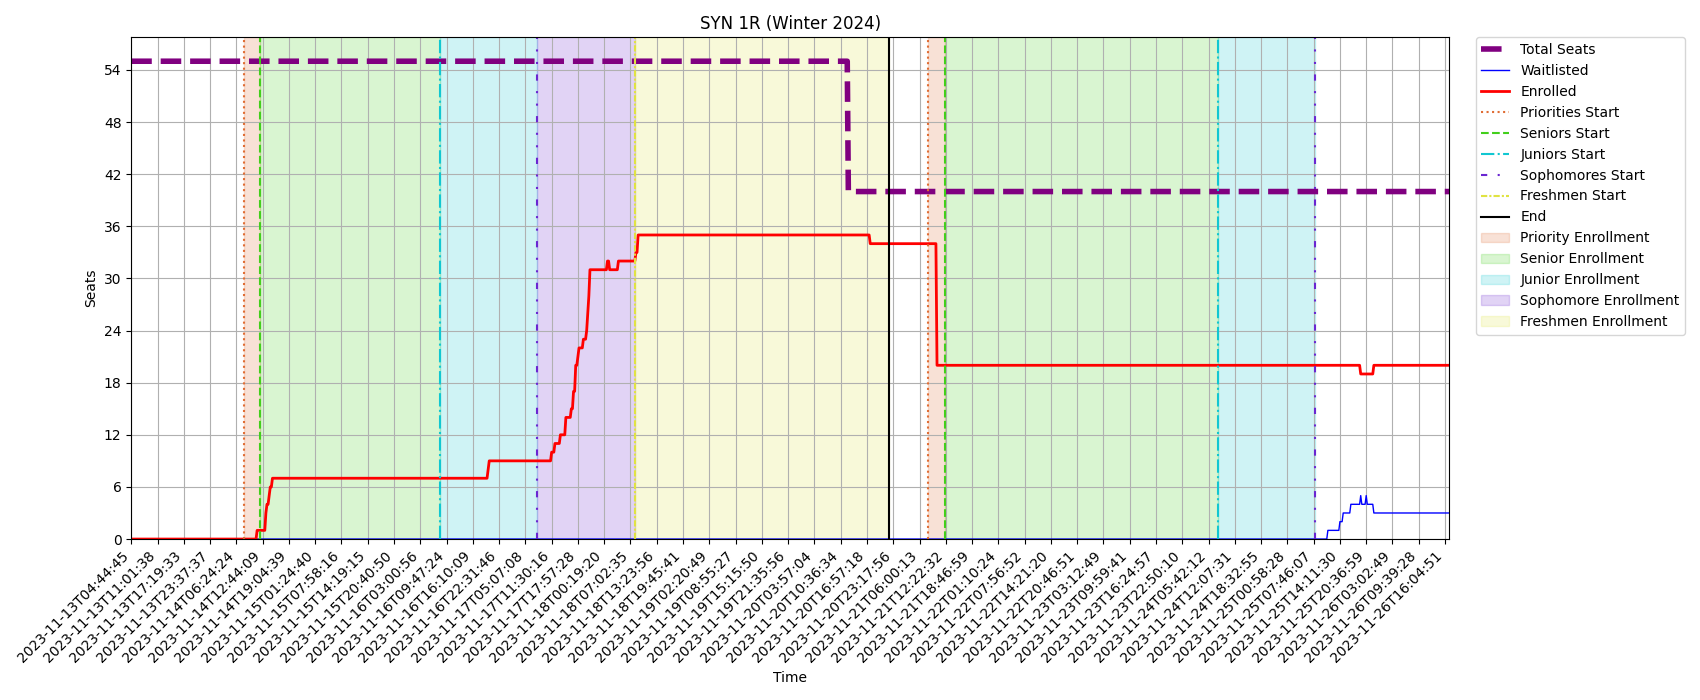 SYN 1R (Winter 2024)
Total Seats
Waitlisted
Enrolled
Priorities Start
Seniors Start
Juniors Start
Sophomores Start
Freshmen Start
End
Priority Enrollment
Senior Enrollment
Junior Enrollment
Sophomore Enrollment
Freshmen Enrollment
Seats
54
48
42
36
30
24
18
12
6
0
2023-11-13T04:44:45
2023-11-13T11:01:38
2023-11-13T17:19:33
2023-11-13T23:37:37
2023-11-14T06:24:24
2023-11-14T12:44:09
2023-11-14T19:04:39
2023-11-15T01:24:40
2023-11-15T07:58:16
2023-11-15T14:19:15
2023-11-15T20:40:50
2023-11-16T03:00:56
2023-11-16T09:47:24
2023-11-16T16:10:09
2023-11-16T22:31:46
2023-11-17T05:07:08
2023-11-17T11:30:16
2023-11-17T17:57:28
2023-11-18T00:19:20
2023-11-18T07:02:35
2023-11-18T13:23:56
2023-11-18T19:45:41
2023-11-19T02:20:49
2023-11-19T08:55:27
2023-11-19T15:15:50
2023-11-19T21:35:56
2023-11-20T03:57:04
2023-11-20T10:36:34
2023-11-20T16:57:18
2023-11-20T23:17:56
2023-11-21T06:00:13
2023-11-21T12:22:32
2023-11-21T18:46:59
2023-11-22T01:10:24
2023-11-22T07:56:52
2023-11-22T14:21:20
2023-11-22T20:46:51
2023-11-23T03:12:49
2023-11-23T09:59:41
2023-11-23T16:24:57
2023-11-23T22:50:10
2023-11-24T05:42:12
2023-11-24T12:07:31
2023-11-24T18:32:55
2023-11-25T00:58:28
2023-11-25T07:46:07
2023-11-25T14:11:30
2023-11-25T20:36:59
2023-11-26T03:02:49
2023-11-26T09:39:28
2023-11-26T16:04:51
Time